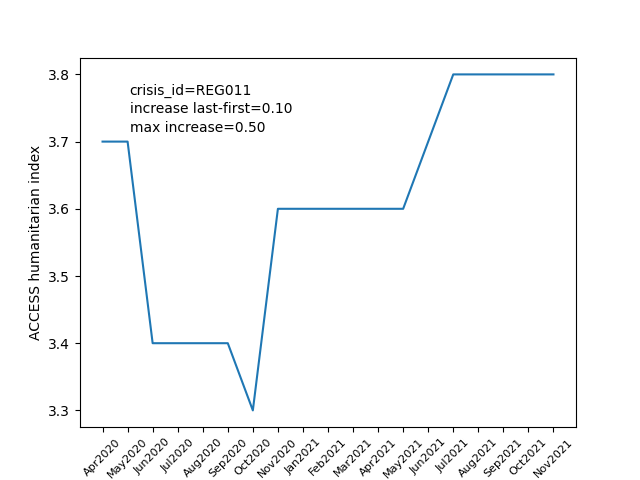 crisis_id=REG011
increase last-first=0.10
max increase=0.50
ACCESS humanitarian index
3.8
3.7
3.6
3.5
3.4
3.3
Apr2020
May2020
Jun2020
Jul2020
Aug2020
Sep2020
Oct2020
Nov2020
Jan2021
Feb2021
Mar2021
Apr2021
May2021
Jun2021
Jul2021
Aug2021
Sep2021
Oct2021
Nov2021